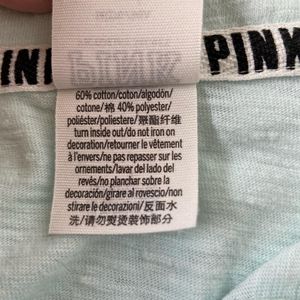 PINK
60% cotton/coton/algodón/
cotone/棉 40% polyester/
poliéster/poliestere/聚酯纤维
turn inside out/do not iron on
decoration/retourner le vêtement
à l'envers/ne pas repasser sur les
ornements/lavar del lado del
revés/no planchar sobre la
decoración/girare al rovescio/non
stirare le decorazioni/反面水
洗/请勿熨烫装饰部分